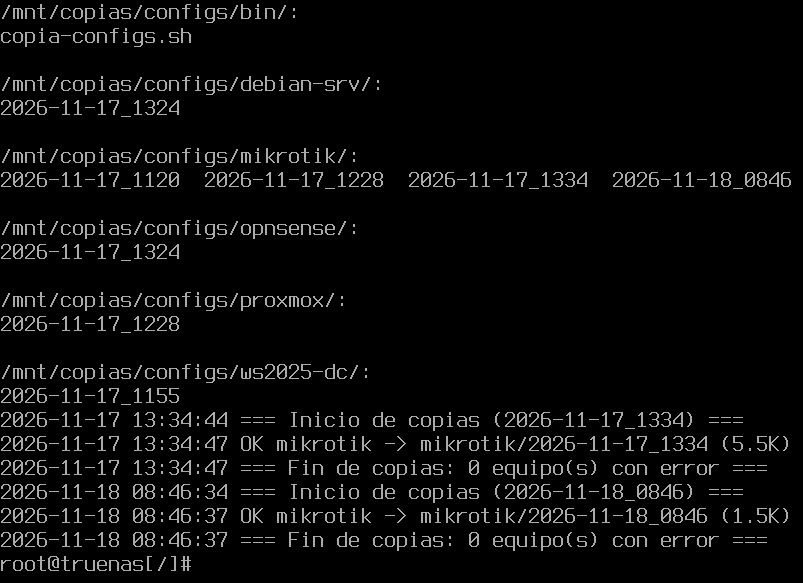 /mnt/copias/configs/bin/:
copia-configs.sh
/mnt/copias/configs/debian-srv/:
2026-11-17_1324
/mnt/copias/configs/mikrotik/:
2026-11-17_1120  2026-11-17_1228  2026-11-17_1334  2026-11-18_0846
/mnt/copias/configs/opnsense/:
2026-11-17_1324
/mnt/copias/configs/proxmox/:
2026-11-17_1228
/mnt/copias/configs/ws2025-dc/:
2026-11-17_1155
2026-11-17 13:34:44 === Inicio de copias (2026-11-17_1334) ===
2026-11-17 13:34:47 OK mikrotik -> mikrotik/2026-11-17_1334 (5.5K)
2026-11-17 13:34:47 === Fin de copias: 0 equipo(s) con error ===
2026-11-18 08:46:34 === Inicio de copias (2026-11-18_0846) ===
2026-11-18 08:46:37 OK mikrotik -> mikrotik/2026-11-18_0846 (1.5K)
2026-11-18 08:46:37 === Fin de copias: 0 equipo(s) con error ===
root@truenas[/]#